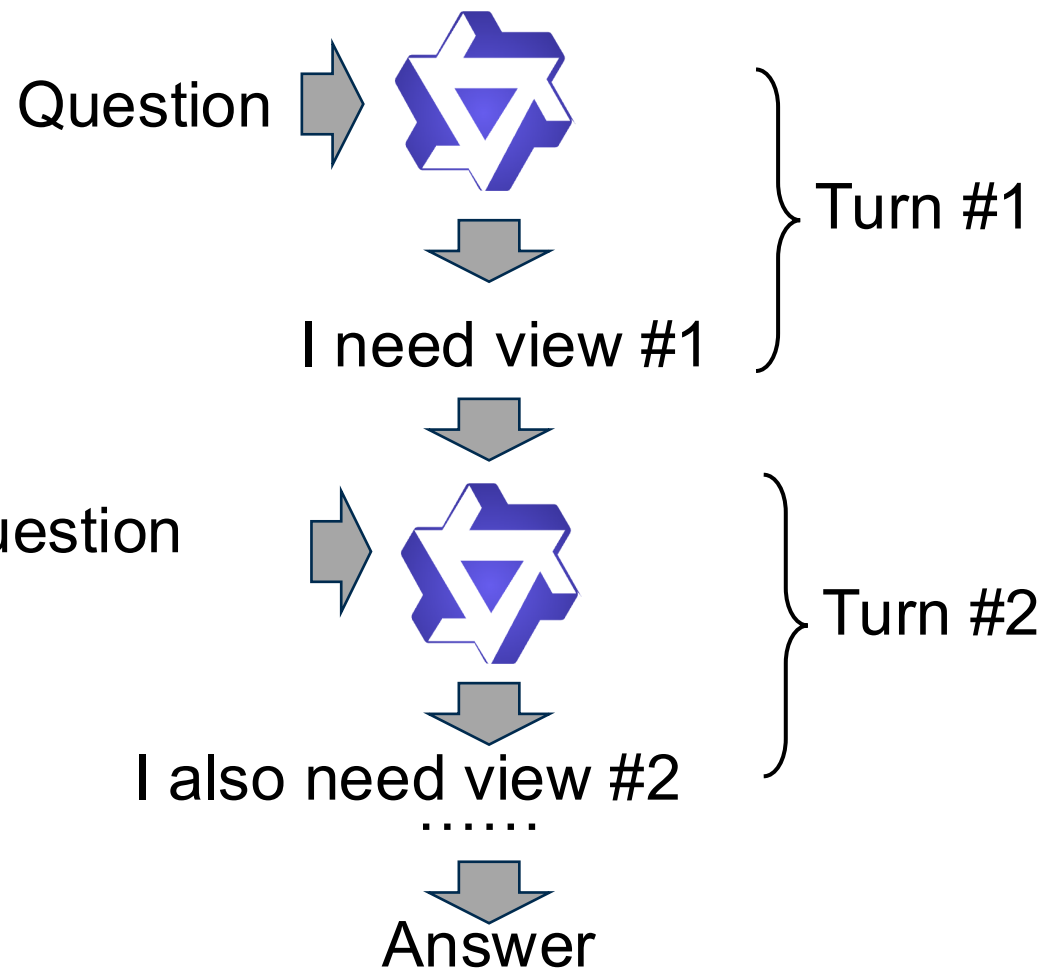 Question
Turn #1
I need view #1
uestion
Turn #2
I also need view #2
......
Answer